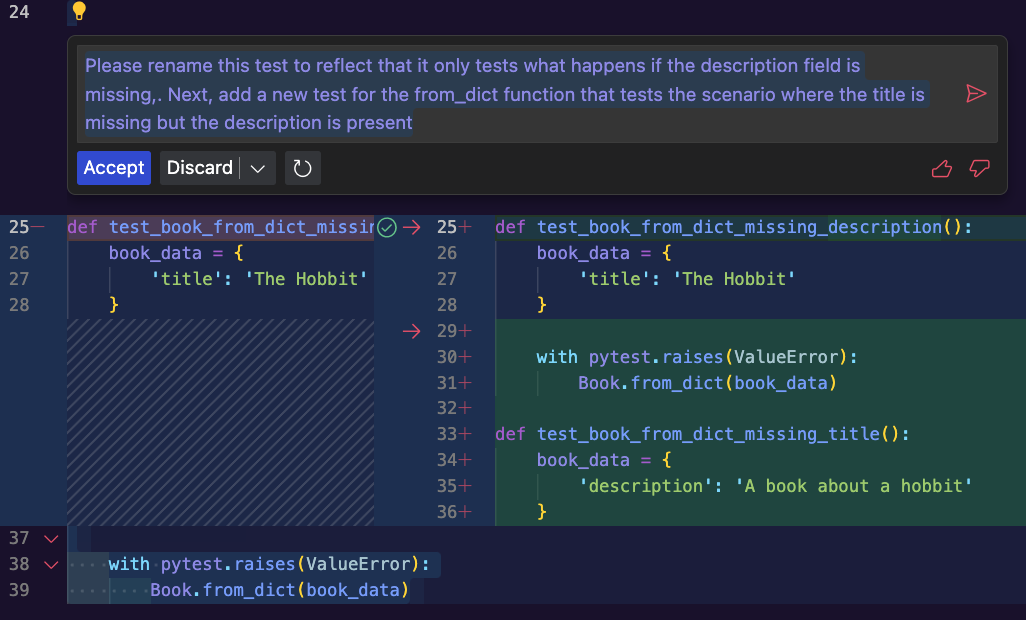 24
Please rename this test to reflect that it only tests what happens if the description field is
missing,. Next, add a new test for the from_dict function that tests the scenario where the title is
missing but the description is present
Accept Discard
25− def test_book_from_dict_missin
26 book_data = {
27 'title': 'The Hobbit'
28 }
25+ def test_book_from_dict_missing_description():
26 book_data = {
27 'title': 'The Hobbit'
28 }
29+
30+ with pytest.raises(ValueError):
31+ Book.from_dict(book_data)
32+
33+ def test_book_from_dict_missing_title():
34+ book_data = {
35+ 'description': 'A book about a hobbit'
36+ }
37
38 with pytest.raises(ValueError):
39 Book.from_dict(book_data)